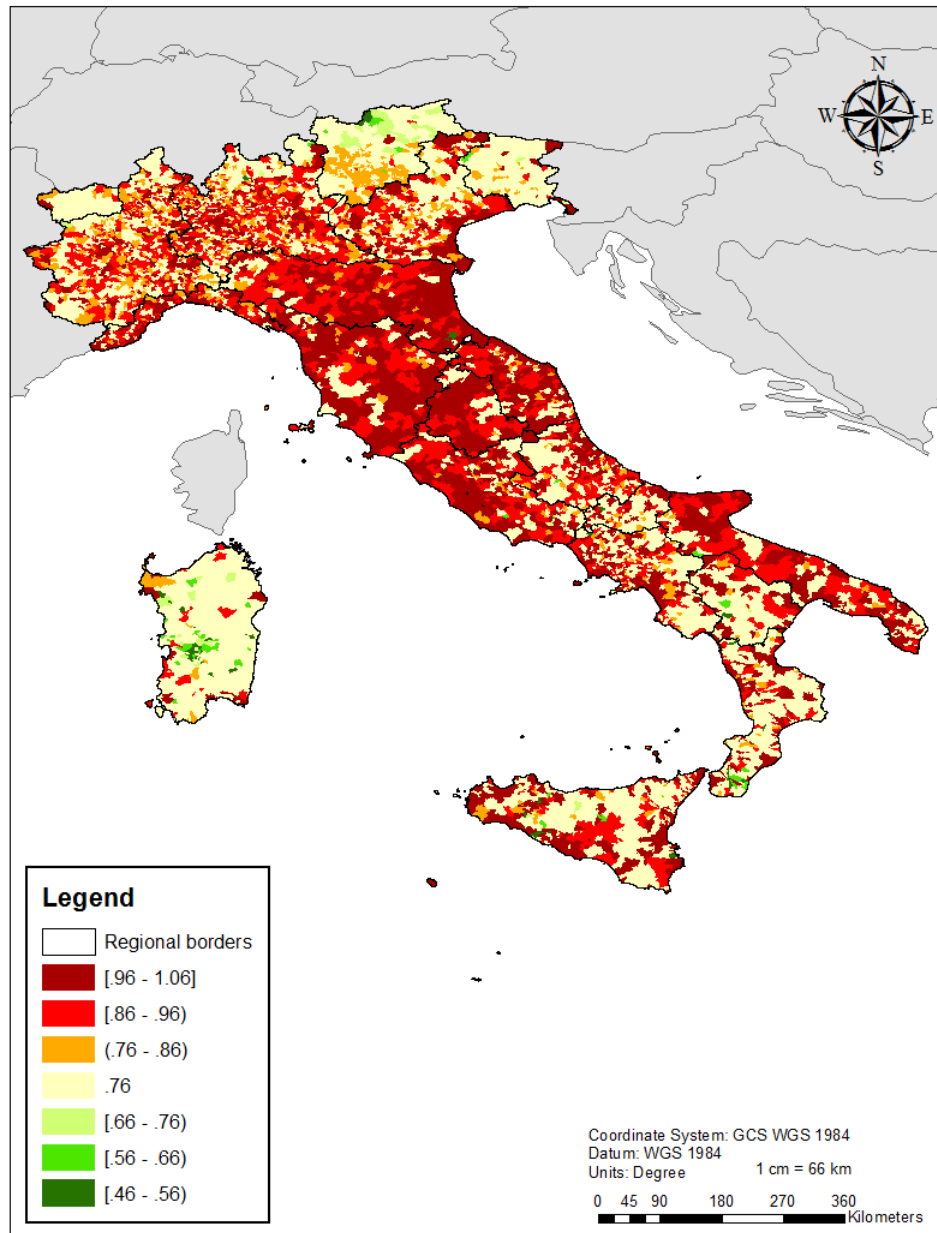 N
W E
S
Legend
Regional borders
[.96 - 1.06]
[.86 - .96)
(.76 - .86)
.76
[.66 - .76)
[.56 - .66)
[.46 - .56)
Coordinate System: GCS WGS 1984
Datum: WGS 1984
Units: Degree
1 cm = 66 km
0 45 90 180 270 360
Kilometers